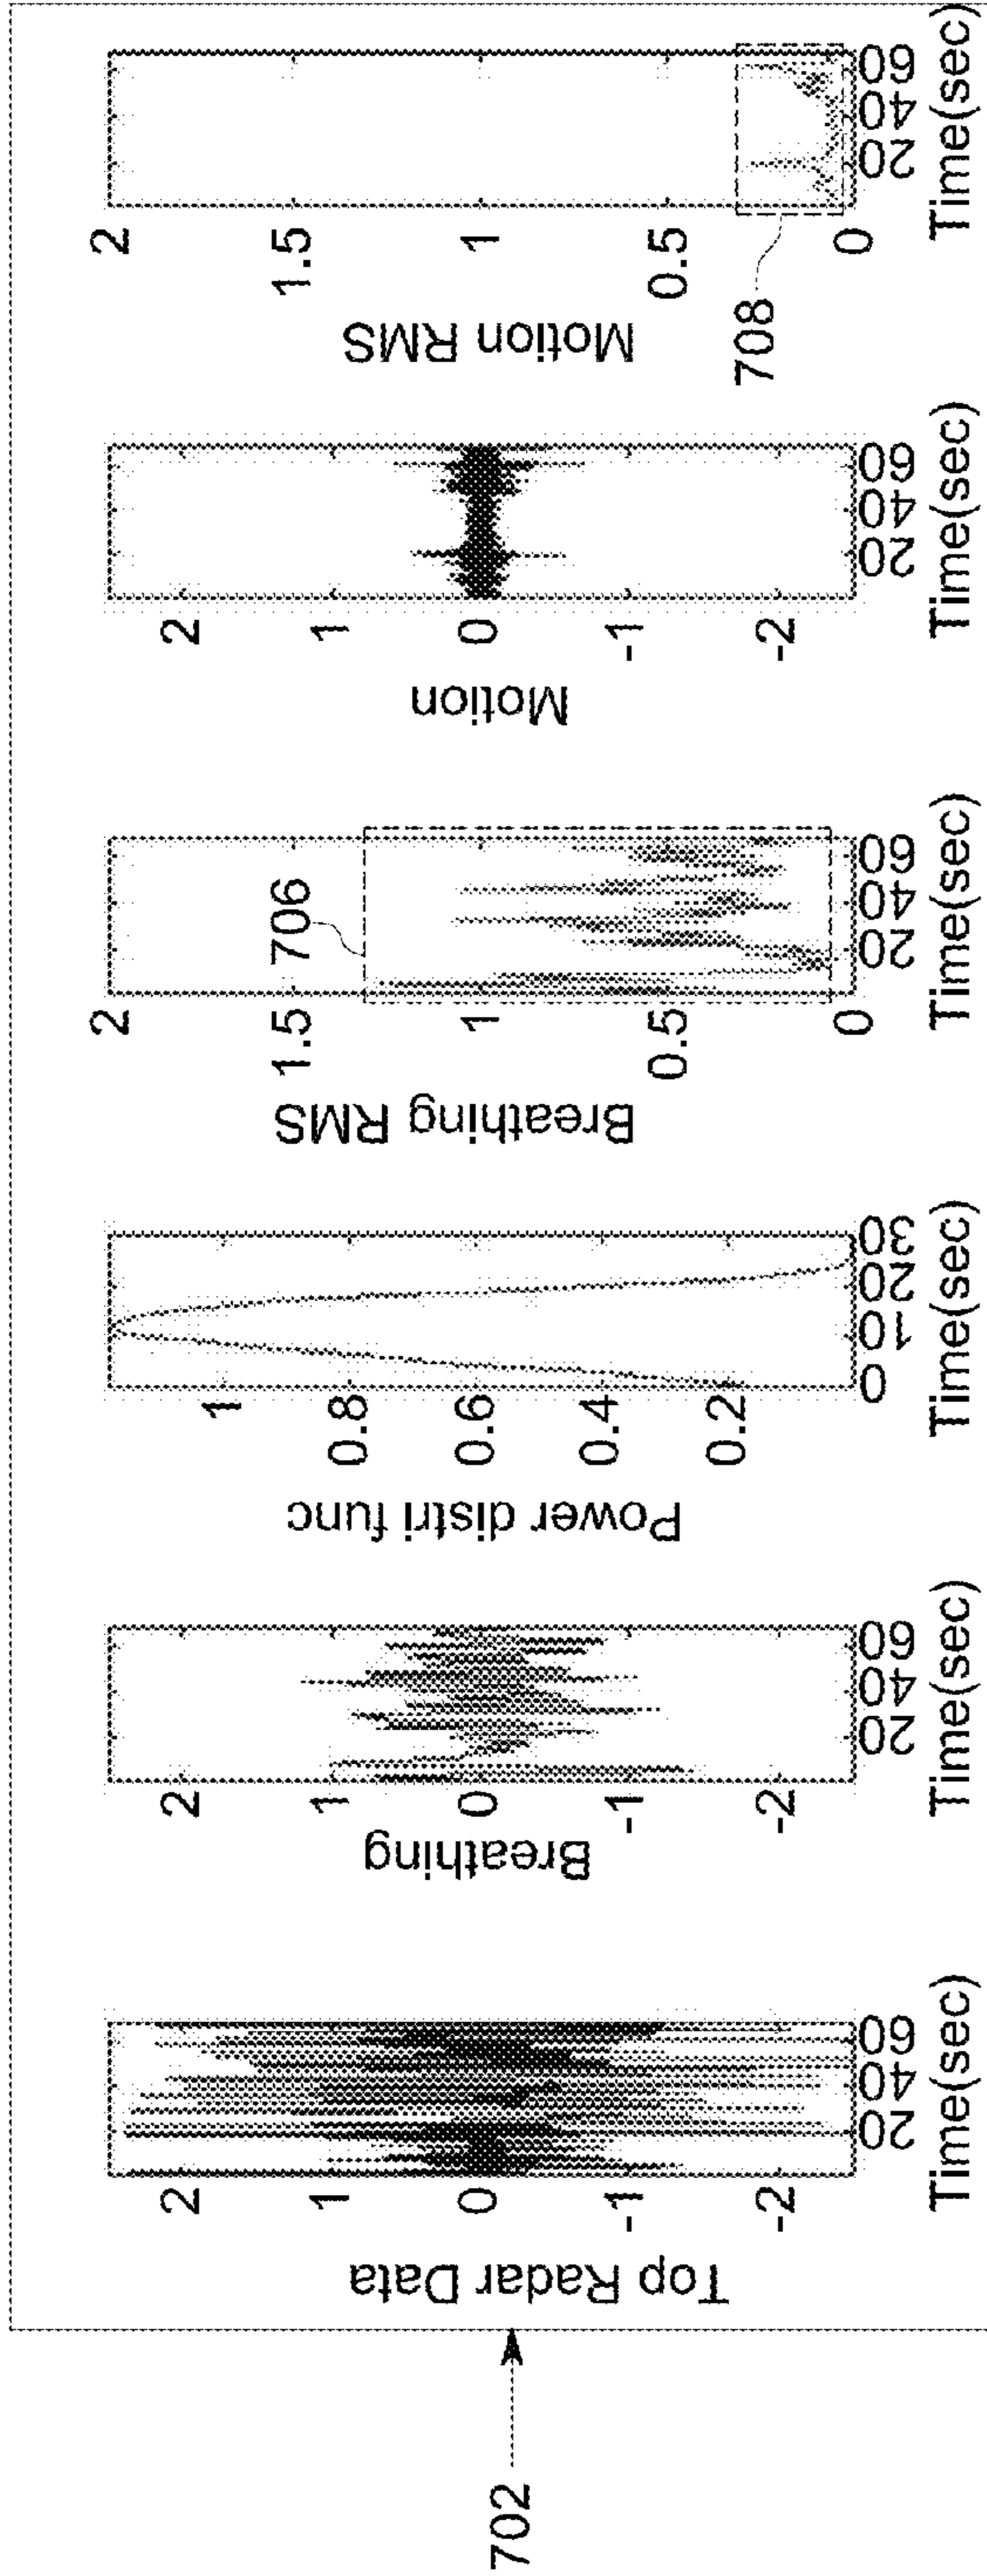 702
Top Radar Data
2
1
0
-1
-2
20 40 60
Time(sec)
Breathing
2
1
0
-1
-2
20 40 60
Time(sec)
Power distri func
1
0.8
0.6
0.4
0.2
0 10 20 30
Time(sec)
Breathing RMS
2
1.5
1
0.5
0
706
20 40 60
Time(sec)
Motion
2
1
0
-1
-2
20 40 60
Time(sec)
Motion RMS
2
1.5
1
0.5
0
708
20 40 60
Time(sec)